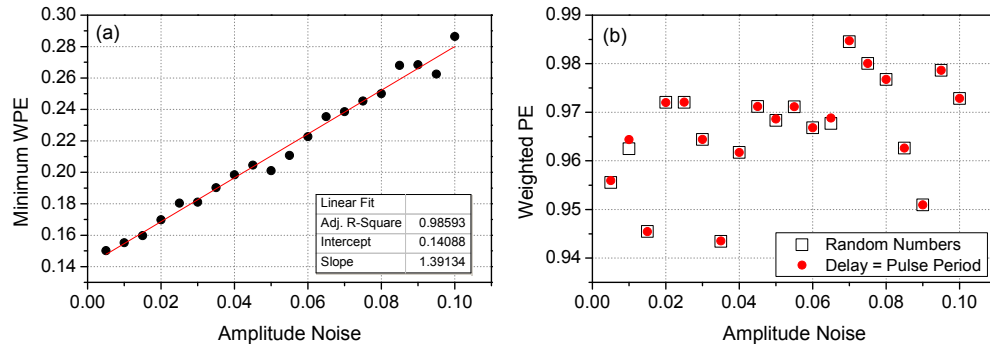 (a)
Minimum WPE
0.30
0.28
0.26
0.24
0.22
0.20
0.18
0.16
0.14
Linear Fit
Adj. R-Square 0.98593
Intercept 0.14088
Slope 1.39134
0.00 0.02 0.04 0.06 0.08 0.10
Amplitude Noise
(b)
Weighted PE
0.99
0.98
0.97
0.96
0.95
0.94
Random Numbers
Delay = Pulse Period
0.00 0.02 0.04 0.06 0.08 0.10
Amplitude Noise